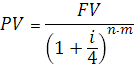 PV = FV / (1 + i/4)^(n·m)